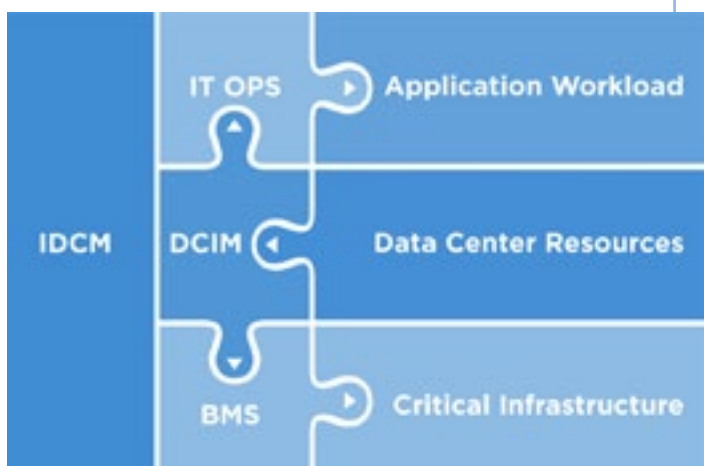 IT OPS
Application Workload
IDCM
DCIM
Data Center Resources
BMS
Critical Infrastructure